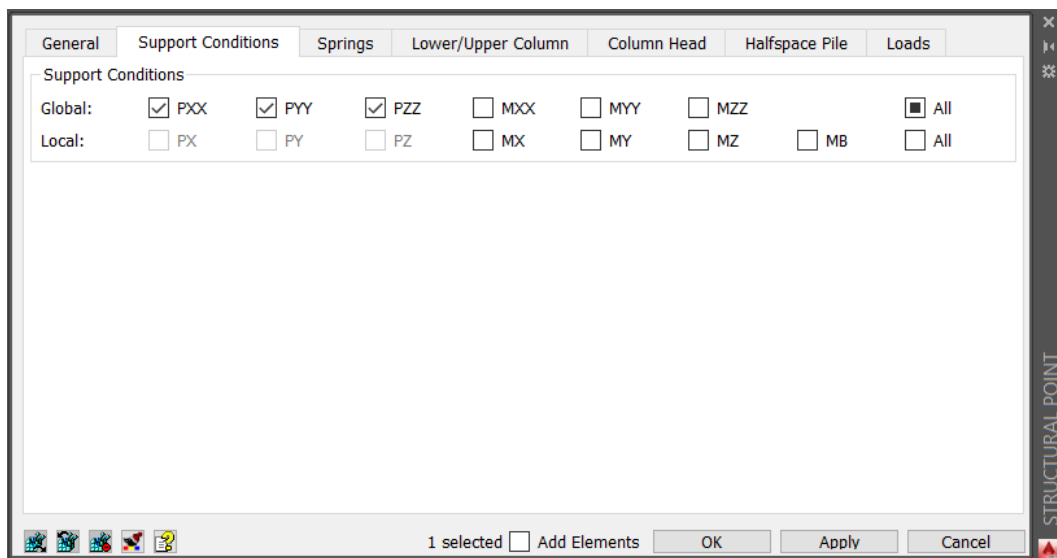 General Support Conditions Springs Lower/Upper Column Column Head Halfspace Pile Loads
Support Conditions
Global: PXX PYY PZZ MXX MYY MZZ All
Local: PX PY PZ MX MY MZ MB All
1 selected Add Elements OK Apply Cancel
STRUCTURAL POINT